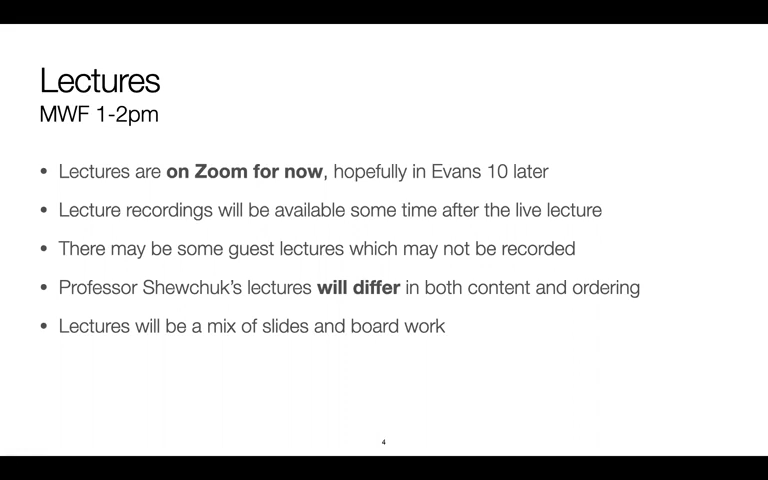 Lectures
MWF 1-2pm
• Lectures are on Zoom for now, hopefully in Evans 10 later
• Lecture recordings will be available some time after the live lecture
• There may be some guest lectures which may not be recorded
• Professor Shewchuk’s lectures will differ in both content and ordering
• Lectures will be a mix of slides and board work
4